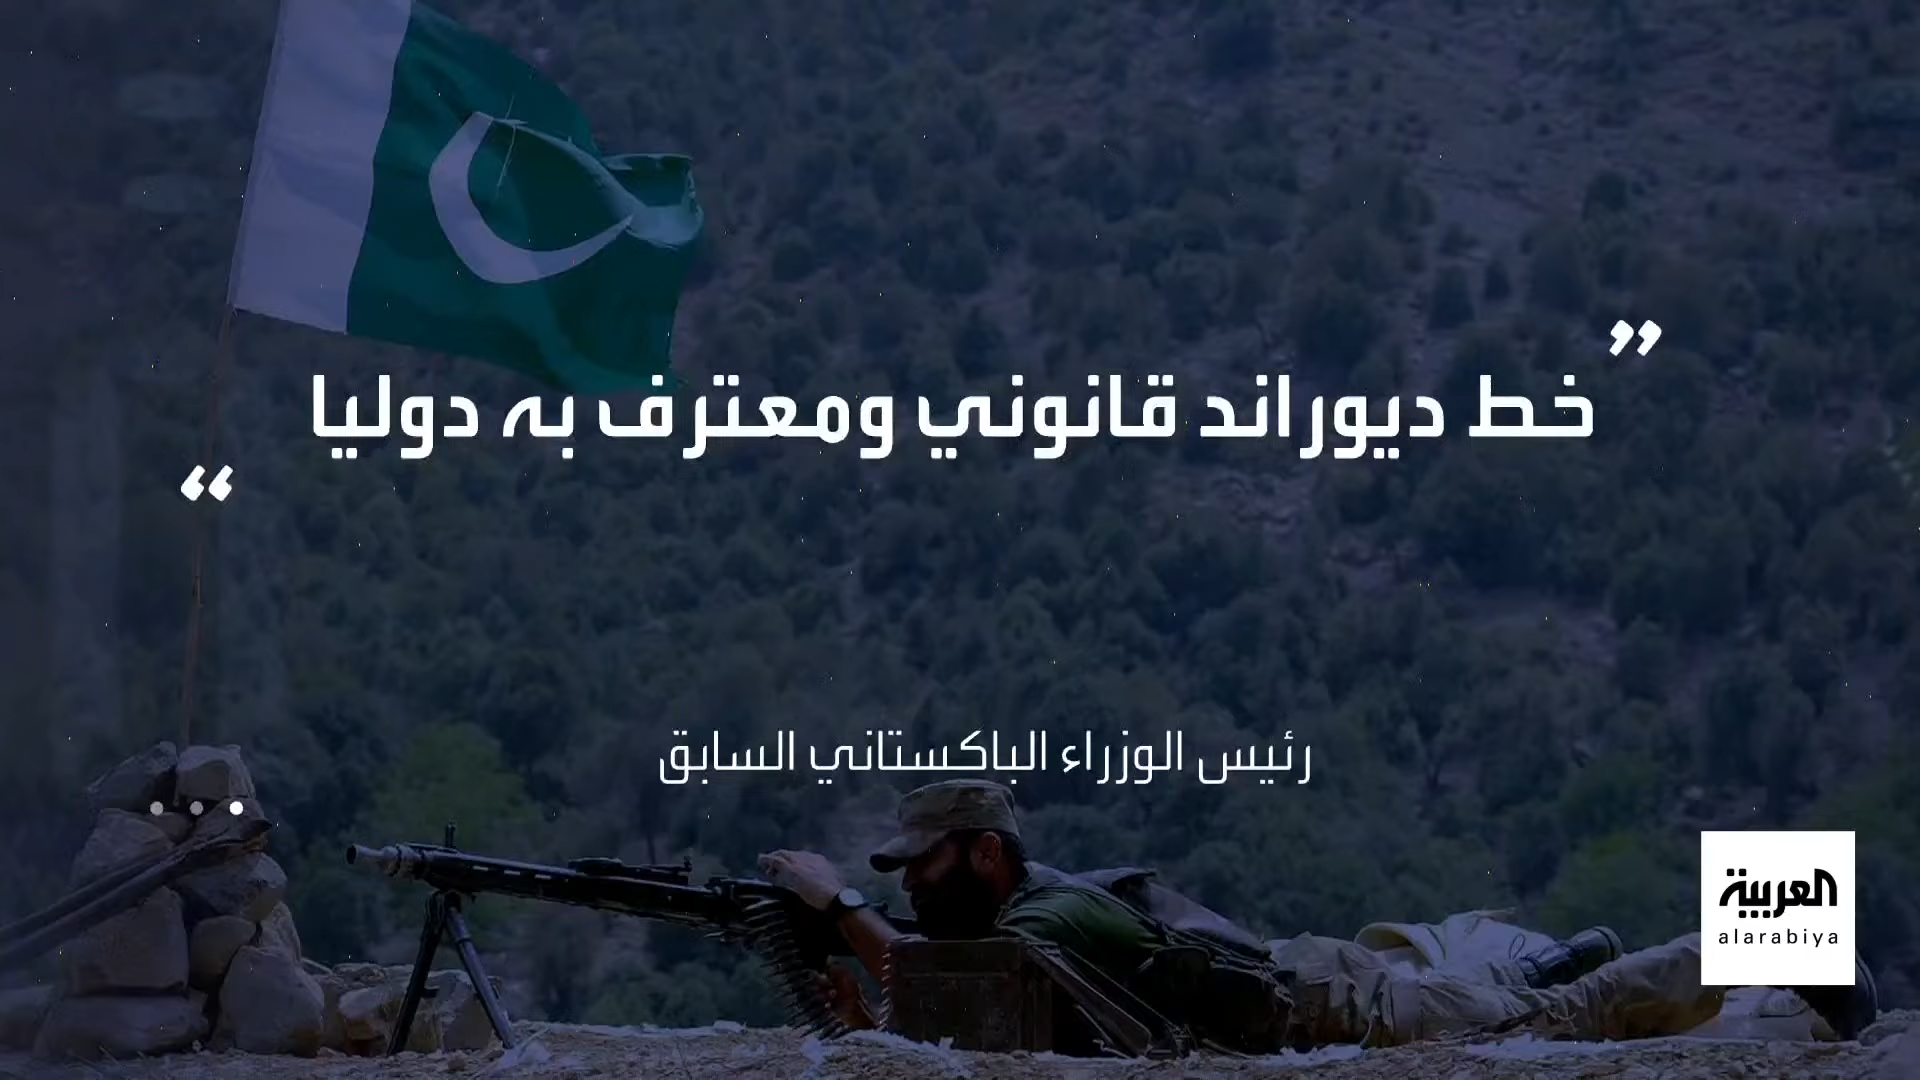 ”خط ديوراند قانوني ومعترف به دوليا“
رئيس الوزراء الباكستاني السابق
العربية
alarabiya